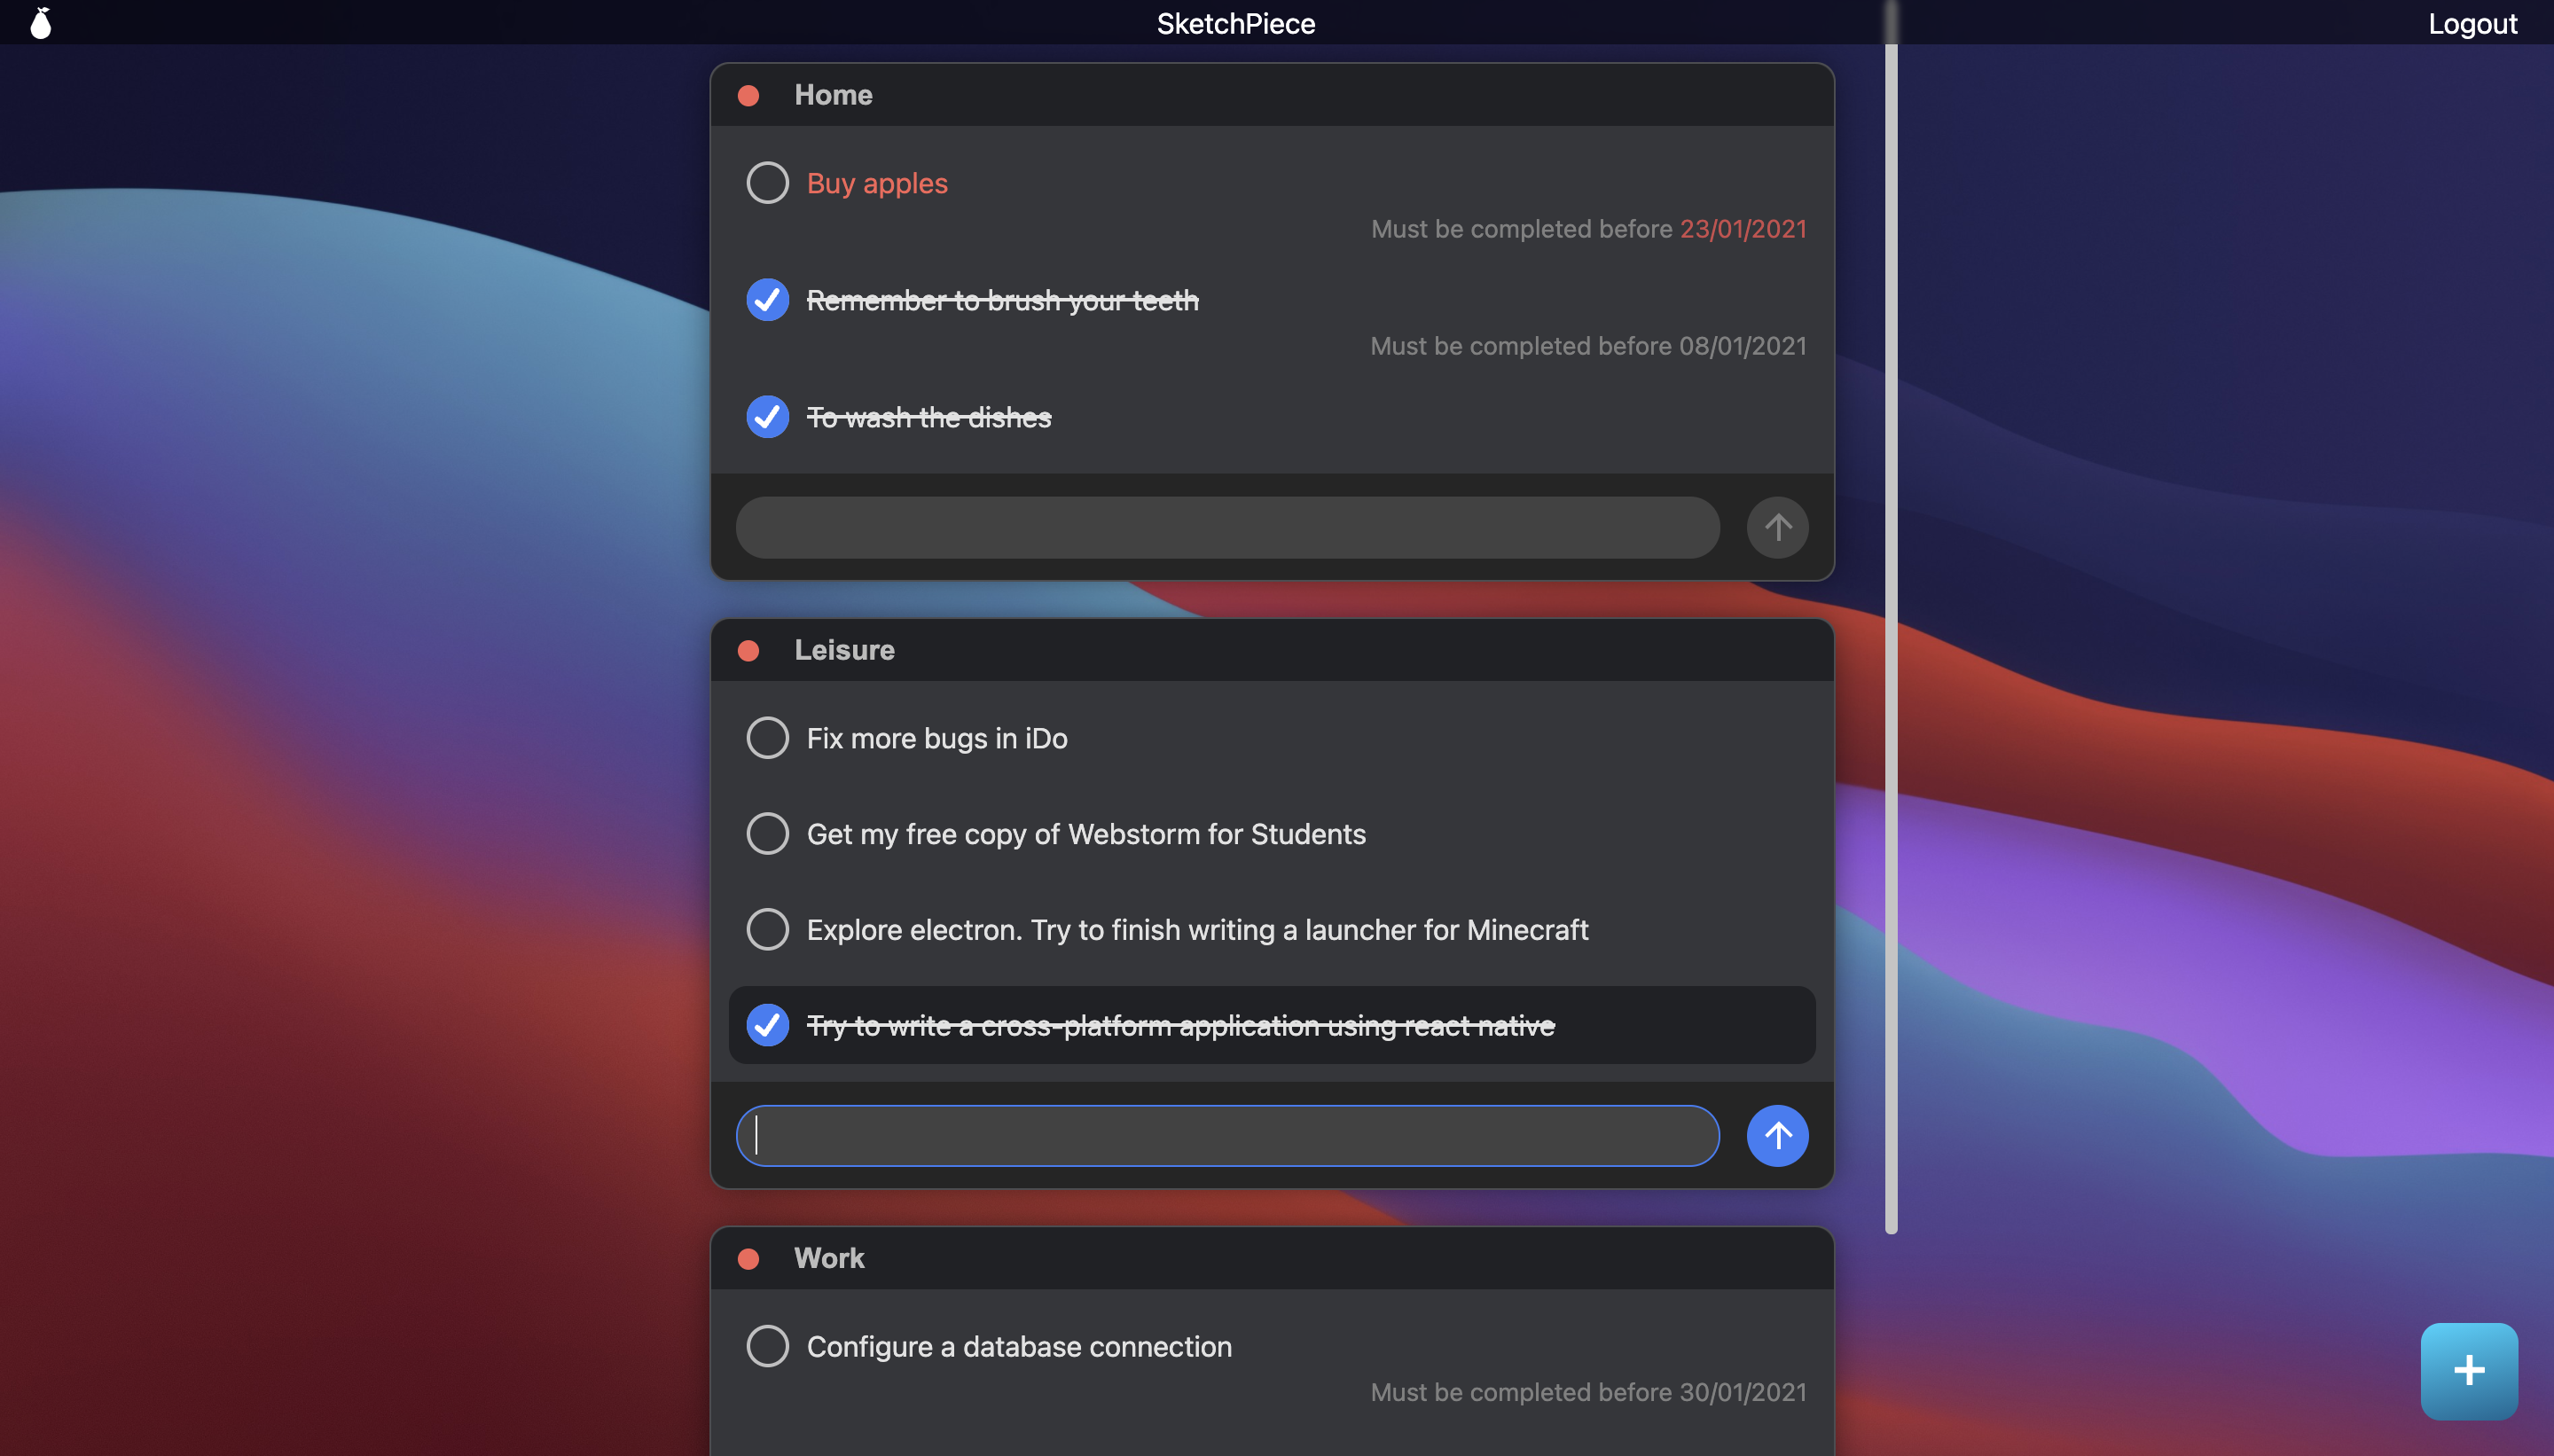 SketchPiece
Logout
Home
Buy apples
Must be completed before 23/01/2021
Remember to brush your teeth
Must be completed before 08/01/2021
To wash the dishes
Leisure
Fix more bugs in iDo
Get my free copy of Webstorm for Students
Explore electron. Try to finish writing a launcher for Minecraft
Try to write a cross-platform application using react native
Work
Configure a database connection
Must be completed before 30/01/2021